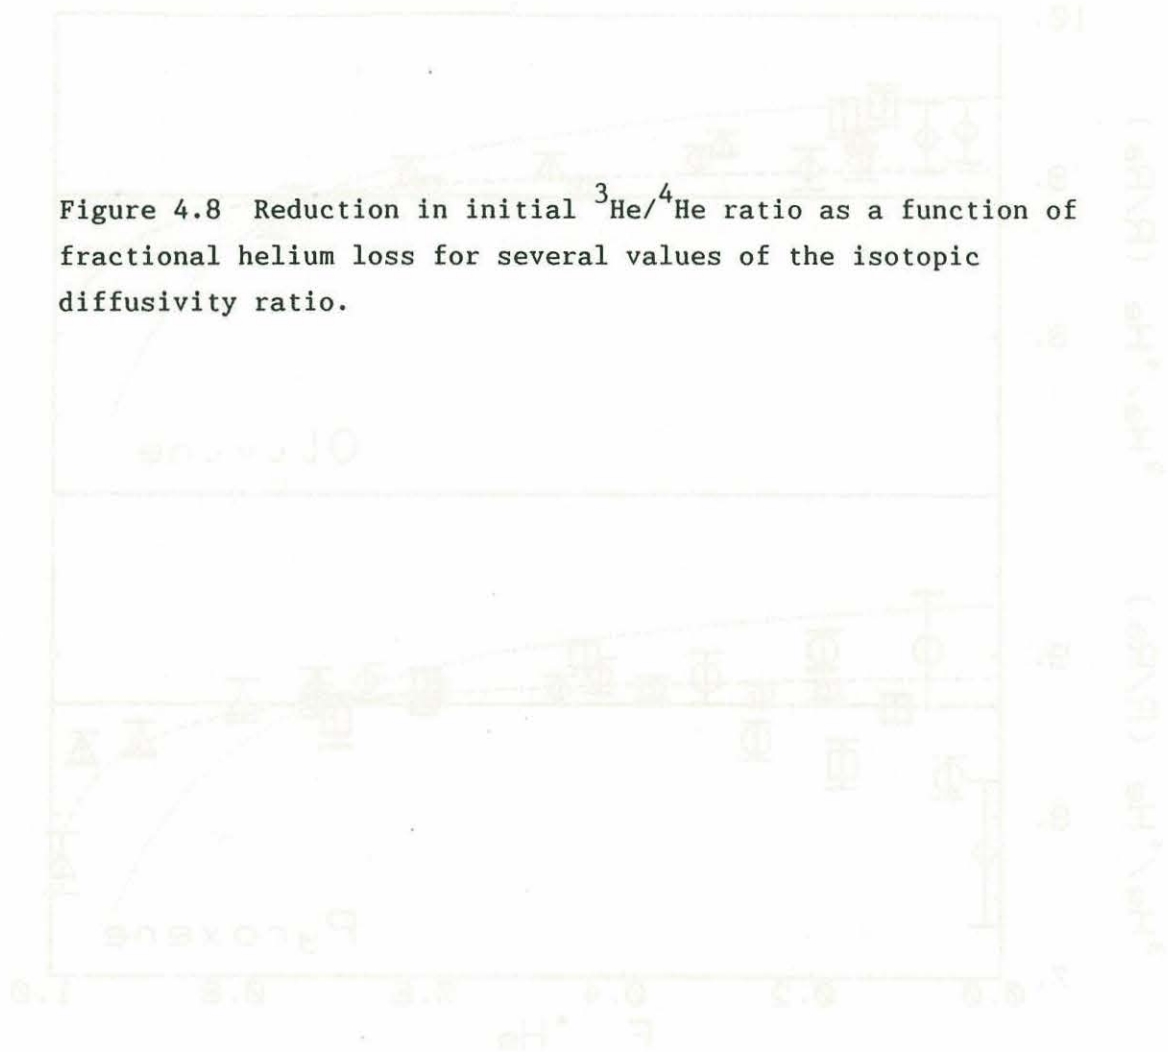 Figure 4.8 Reduction in initial ³He/⁴He ratio as a function of
fractional helium loss for several values of the isotopic
diffusivity ratio.